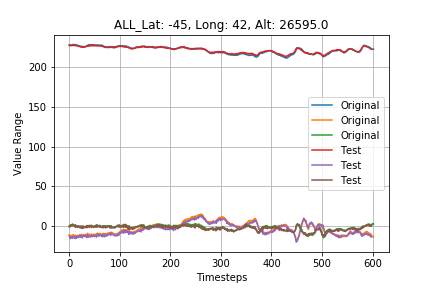 ALL_Lat: -45, Long: 42, Alt: 26595.0
Value Range
200
150
100
50
0
Original
Original
Original
Test
Test
Test
0 100 200 300 400 500 600
Timesteps